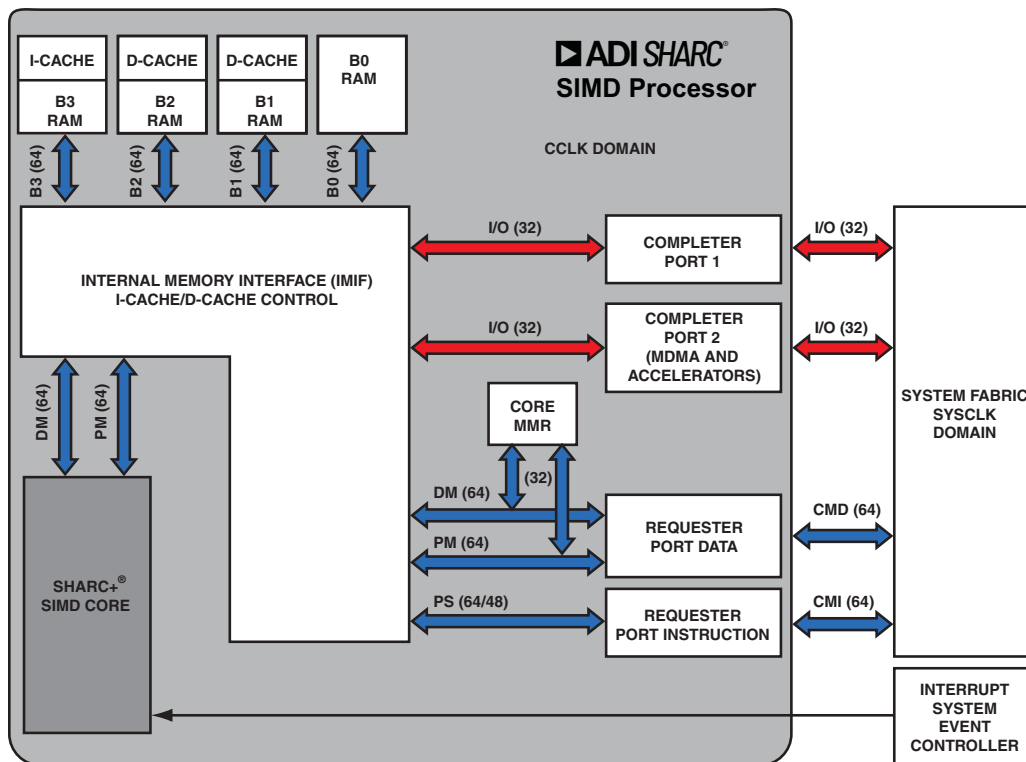 I-CACHE
B3
RAM
D-CACHE
B2
RAM
D-CACHE
B1
RAM
B0
RAM
ADI SHARC®
SIMD Processor
CCLK DOMAIN
B3 (64)
B2 (64)
B1 (64)
B0 (64)
INTERNAL MEMORY INTERFACE (IMIF)
I-CACHE/D-CACHE CONTROL
I/O (32)
COMPLETER
PORT 1
I/O (32)
I/O (32)
COMPLETER
PORT 2
(MDMA AND
ACCELERATORS)
I/O (32)
SYSTEM FABRIC
SYSCLK
DOMAIN
DM (64)
PM (64)
CORE
MMR
(32)
DM (64)
PM (64)
REQUESTER
PORT DATA
CMD (64)
PS (64/48)
REQUESTER
PORT INSTRUCTION
CMI (64)
SHARC+®
SIMD CORE
INTERRUPT
SYSTEM
EVENT
CONTROLLER